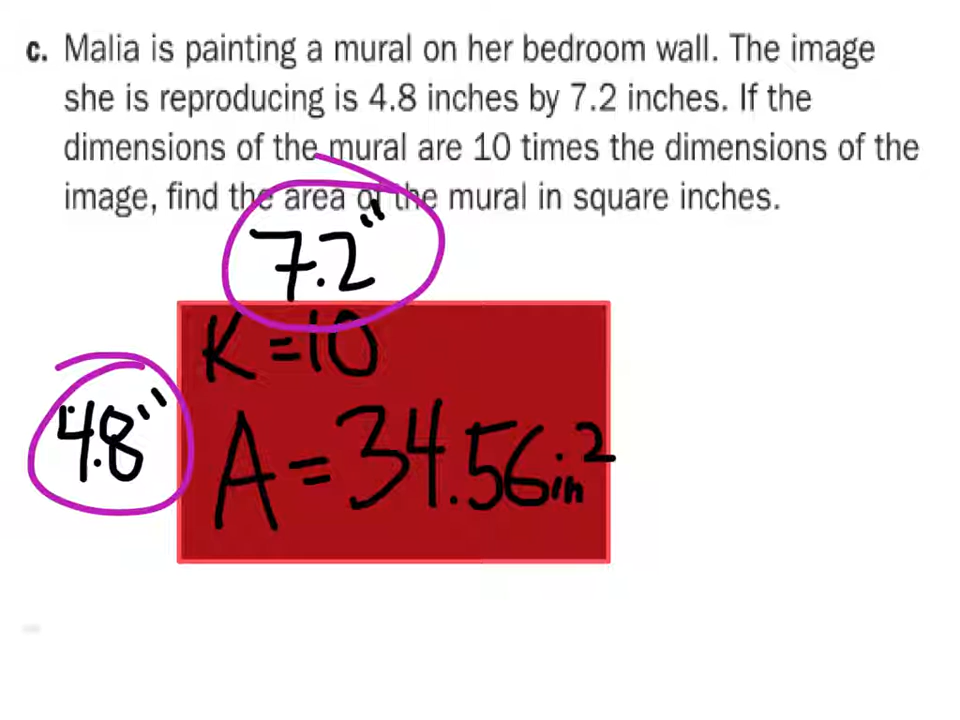 c. Malia is painting a mural on her bedroom wall. The image
she is reproducing is 4.8 inches by 7.2 inches. If the
dimensions of the mural are 10 times the dimensions of the
image, find the area of the mural in square inches.
7.2"
K=10
4.8"
A=34.56in²